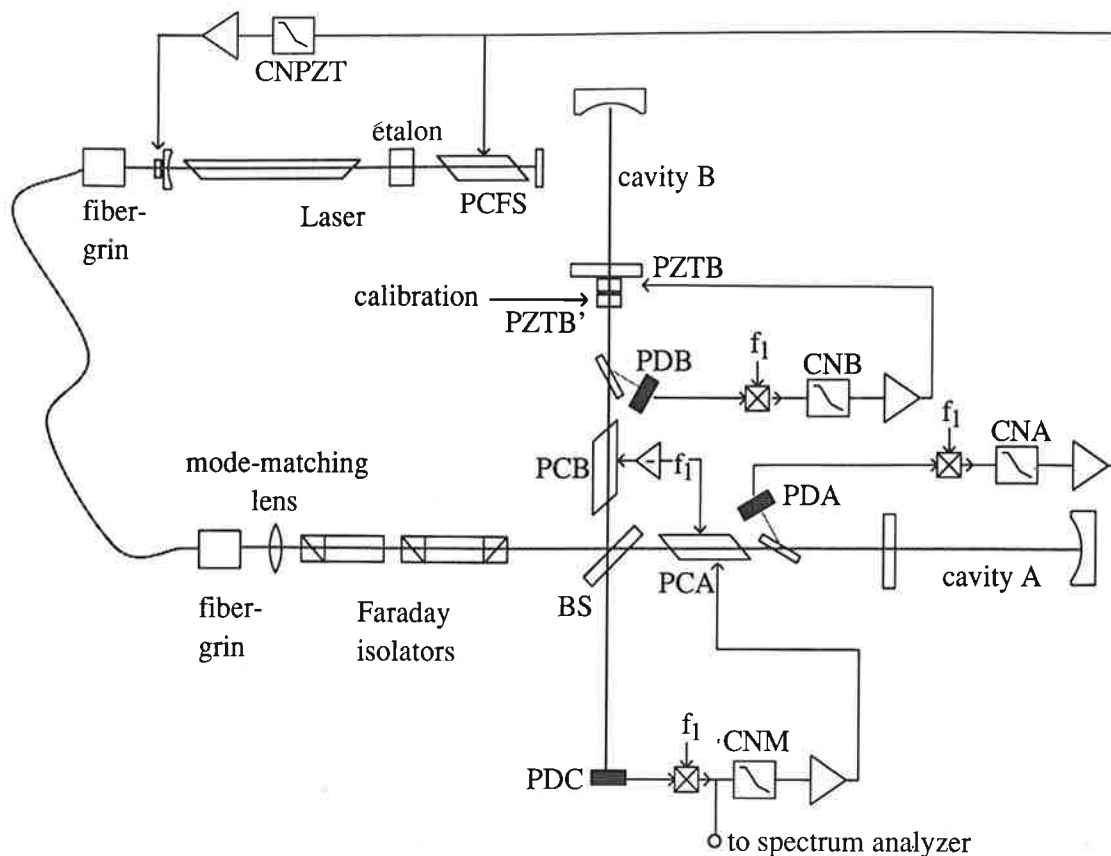 CNPZT
étalon
cavity B
fiber-
grin
Laser
PCFS
PZTB
calibration
PZTB'
f1
PDB
CNB
f1
CNA
mode-matching
lens
PCB
f1
PDA
PCA
cavity A
BS
fiber-
grin
Faraday
isolators
f1
CNM
PDC
to spectrum analyzer